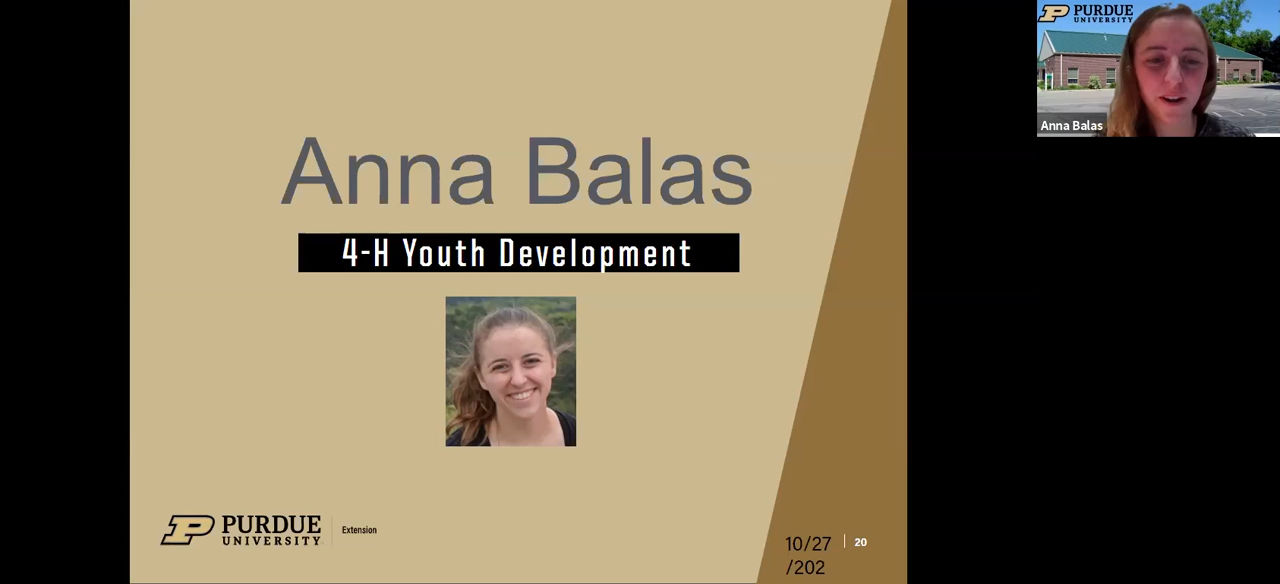 Anna Balas
4-H Youth Development
PURDUE
UNIVERSITY
Extension
10/27
/202
20
PURDUE
UNIVERSITY
Anna Balas